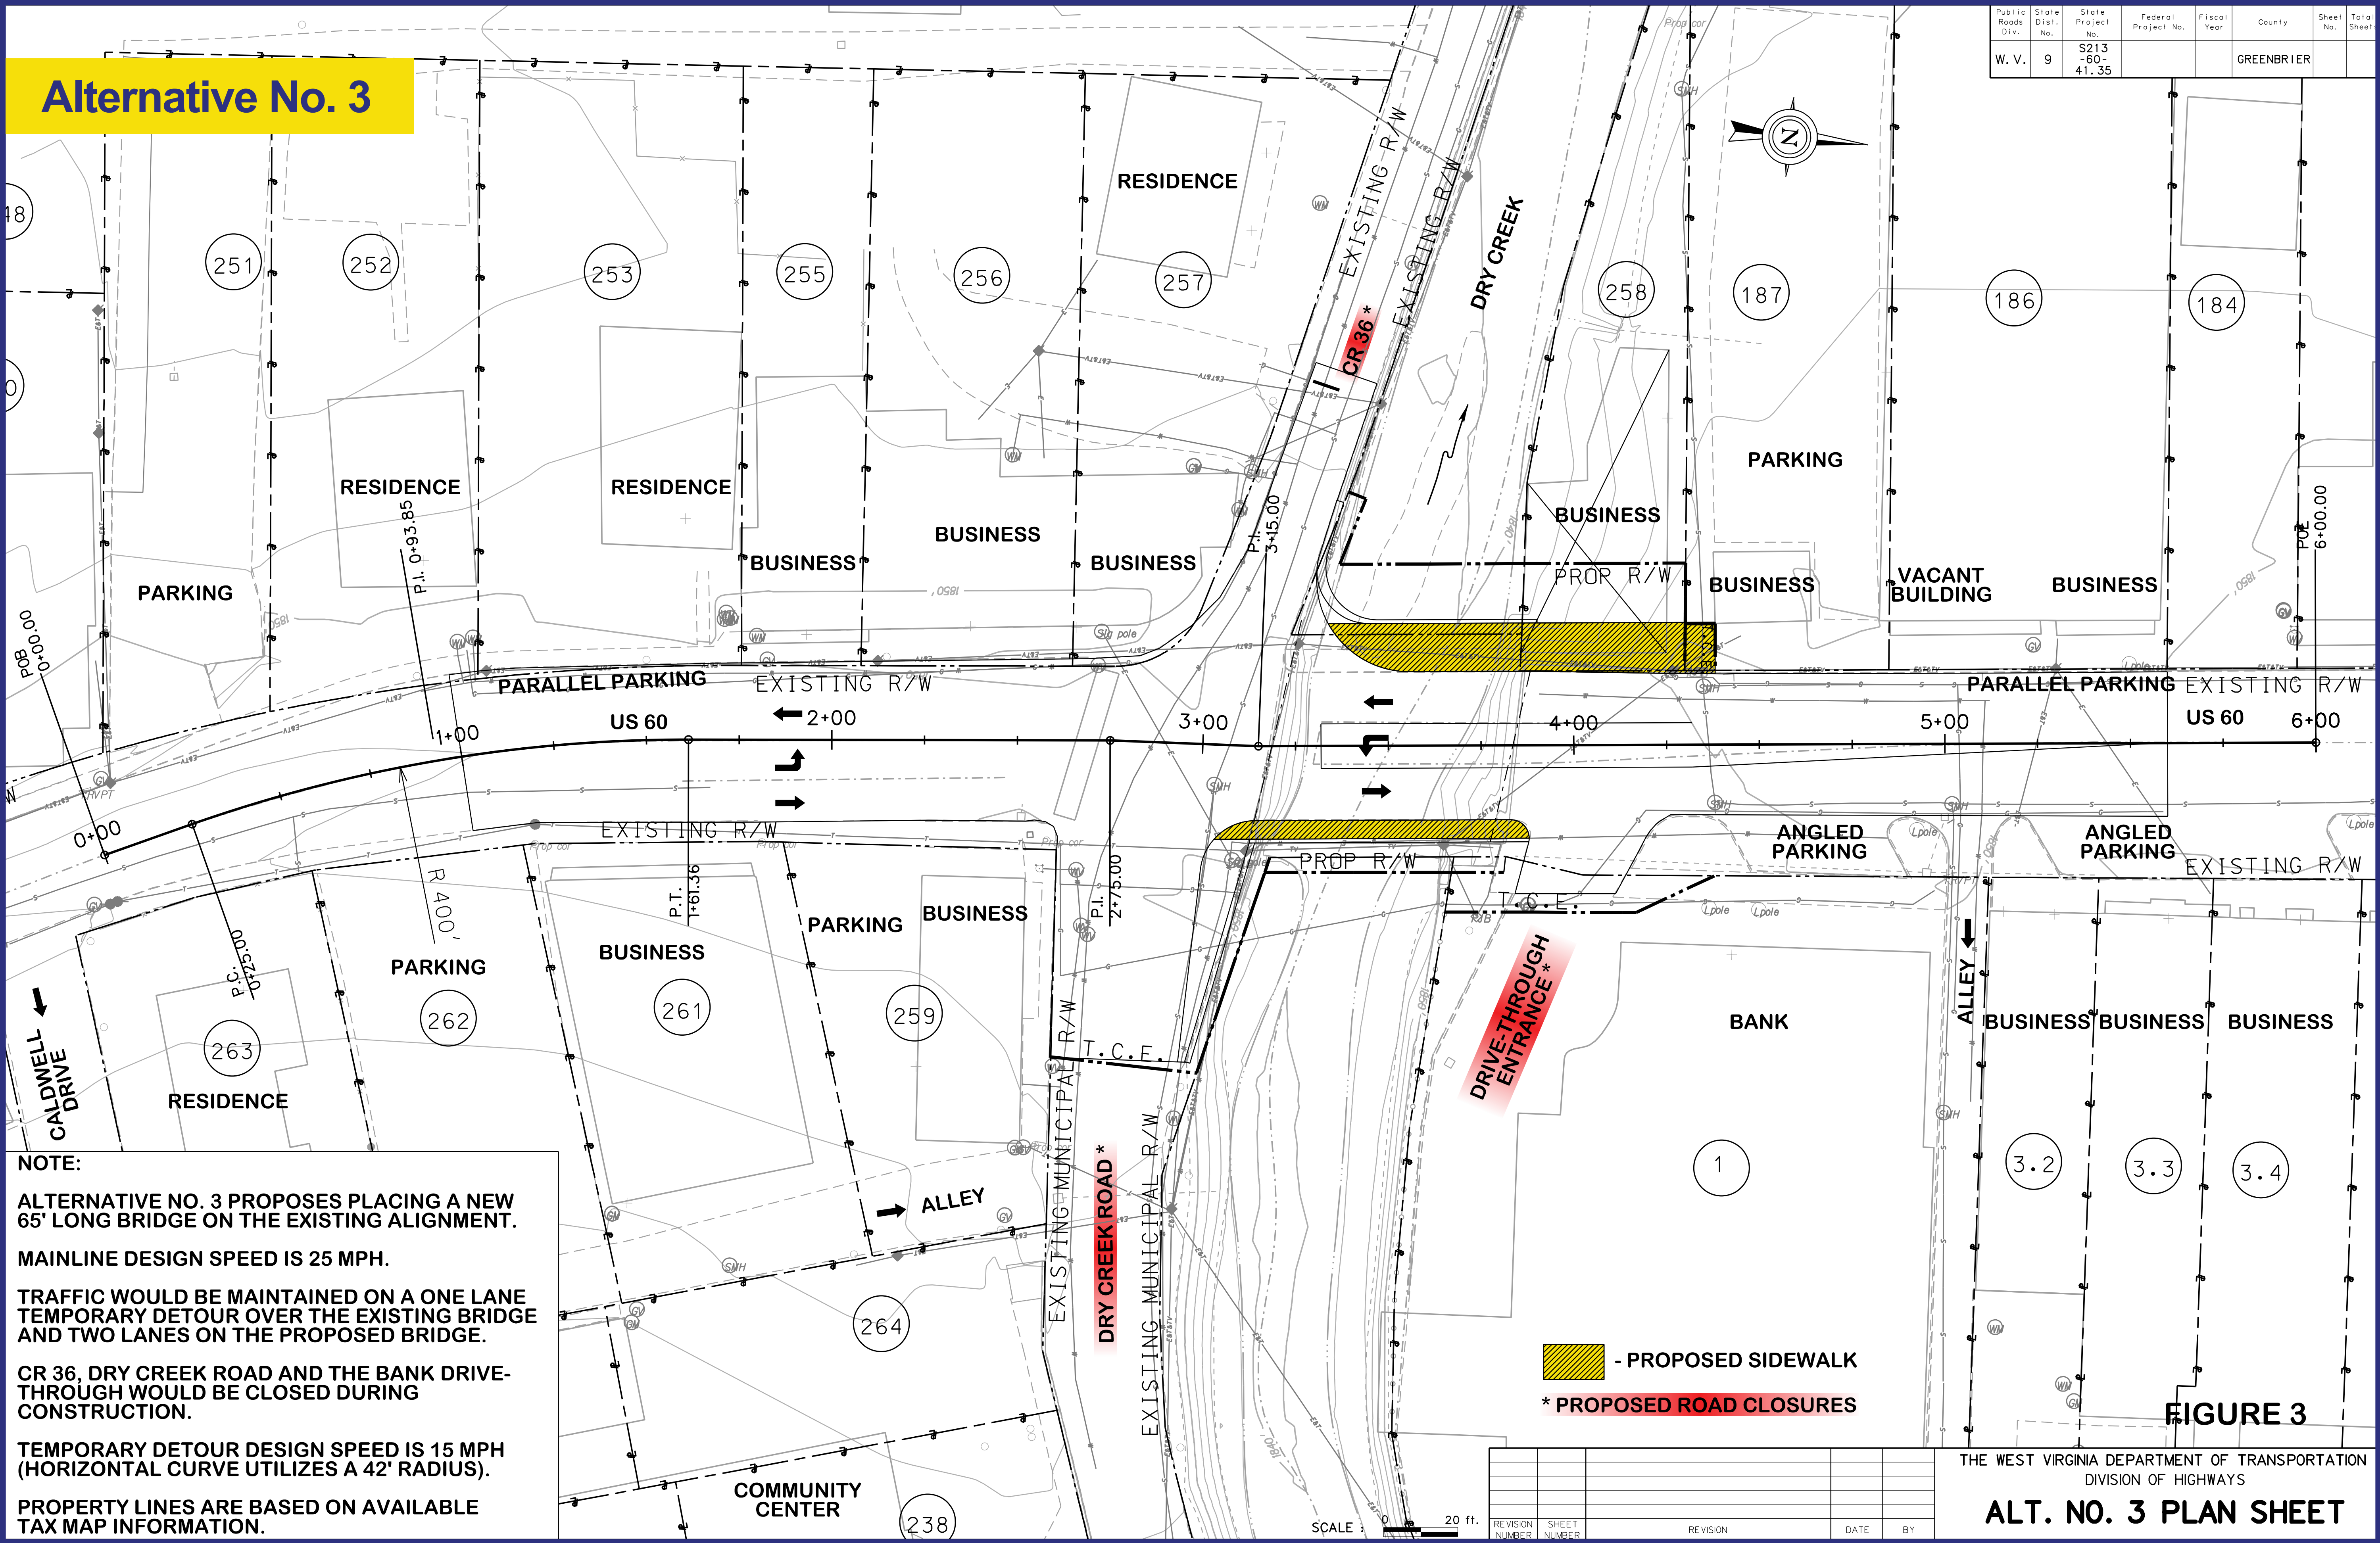 Alternative No. 3
Public Roads Div.
State Dist. No.
State Project No.
Federal Project No.
Fiscal Year
County
Sheet No.
Total Sheets
W. V.
9
S213
-60-
41.35
GREENBRIER
N
251
252
253
255
256
257
258
187
186
184
RESIDENCE
EXISTING R/W
EXISTING R/W
CR 36 *
DRY CREEK
PARKING
RESIDENCE
RESIDENCE
BUSINESS
BUSINESS
BUSINESS
BUSINESS
PARKING
BUSINESS
VACANT
BUILDING
BUSINESS
PROP R/W
POB
0+00.00
P.I. 0+93.85
P.I.
3+15.00
POE
6+00.00
PARALLEL PARKING
EXISTING R/W
PARALLEL PARKING
EXISTING R/W
US 60
US 60
0+00
1+00
2+00
3+00
4+00
5+00
6+00
EXISTING R/W
PROP R/W
ANGLED
PARKING
ANGLED
PARKING
EXISTING R/W
R 400'
P.C.
0+25.00
P.T.
1+61.36
P.I.
2+75.00
T.C.E.
T.C.E.
PARKING
BUSINESS
PARKING
BUSINESS
263
262
261
259
RESIDENCE
CALDWELL
DRIVE
ALLEY
264
COMMUNITY
CENTER
238
EXISTING MUNICIPAL R/W
DRY CREEK ROAD *
EXISTING MUNICIPAL R/W
DRIVE-THROUGH
ENTRANCE *
BANK
1
ALLEY
BUSINESS
BUSINESS
BUSINESS
3.2
3.3
3.4
NOTE:
ALTERNATIVE NO. 3 PROPOSES PLACING A NEW
65' LONG BRIDGE ON THE EXISTING ALIGNMENT.
MAINLINE DESIGN SPEED IS 25 MPH.
TRAFFIC WOULD BE MAINTAINED ON A ONE LANE
TEMPORARY DETOUR OVER THE EXISTING BRIDGE
AND TWO LANES ON THE PROPOSED BRIDGE.
CR 36, DRY CREEK ROAD AND THE BANK DRIVE-
THROUGH WOULD BE CLOSED DURING
CONSTRUCTION.
TEMPORARY DETOUR DESIGN SPEED IS 15 MPH
(HORIZONTAL CURVE UTILIZES A 42' RADIUS).
PROPERTY LINES ARE BASED ON AVAILABLE
TAX MAP INFORMATION.
- PROPOSED SIDEWALK
* PROPOSED ROAD CLOSURES
FIGURE 3
SCALE :
0
20 ft.
REVISION NUMBER
SHEET NUMBER
REVISION
DATE
BY
THE WEST VIRGINIA DEPARTMENT OF TRANSPORTATION
DIVISION OF HIGHWAYS
ALT. NO. 3 PLAN SHEET